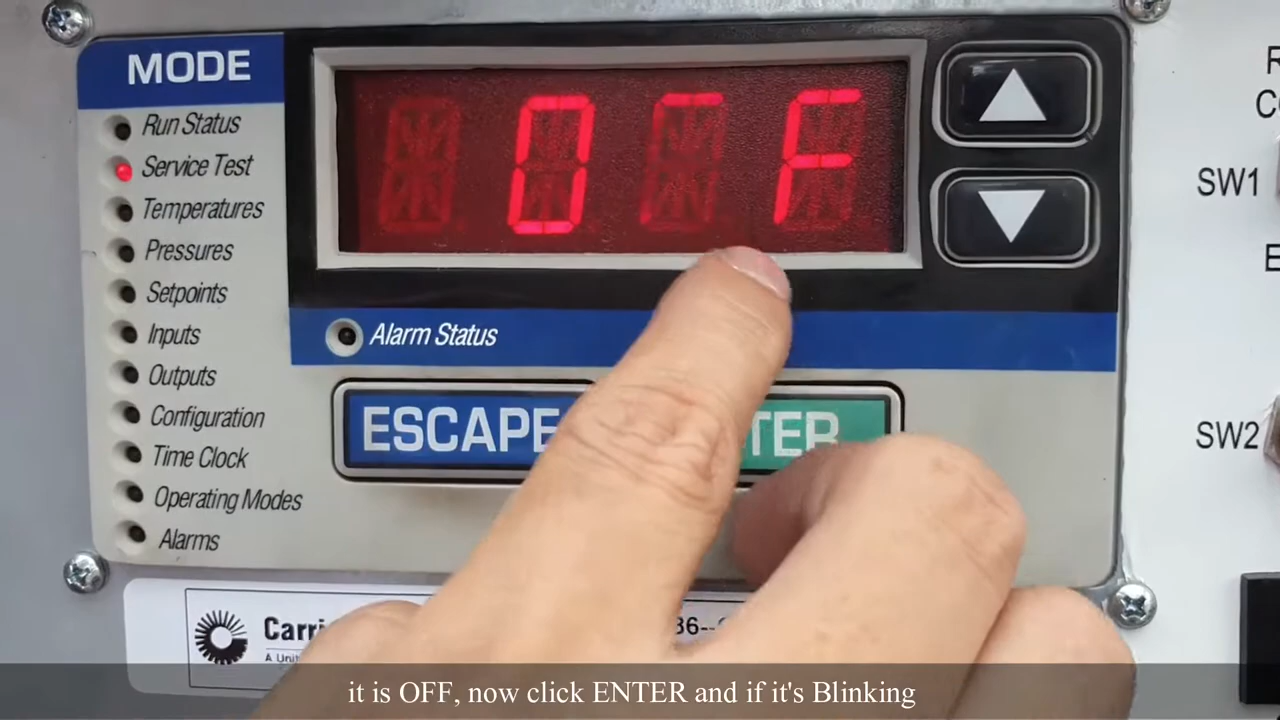 MODE
Run Status
Service Test
Temperatures
Pressures
Setpoints
Inputs
Outputs
Configuration
Time Clock
Operating Modes
Alarms
Alarm Status
ESCAPE
TER
SW1
SW2
Carri
A Unit
it is OFF, now click ENTER and if it's Blinking